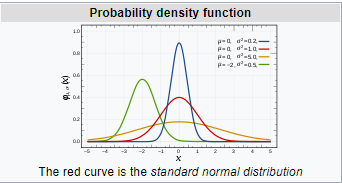 Probability density function
φμ,σ²(x)
1.0
0.8
0.6
0.4
0.2
0.0
μ=0, σ²=0.2,
μ=0, σ²=1.0,
μ=0, σ²=5.0,
μ=−2, σ²=0.5,
−5 −4 −3 −2 −1 0 1 2 3 4 5
x
The red curve is the standard normal distribution